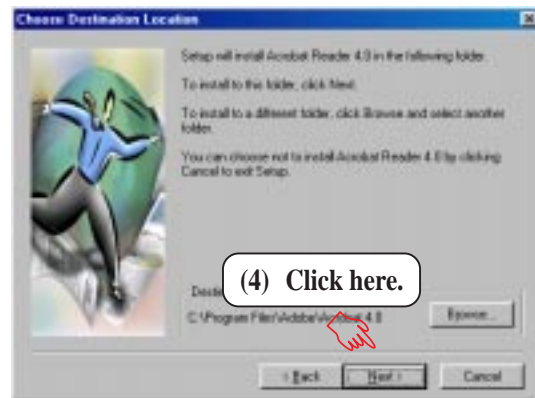 Choose Destination Location
Setup will install Acrobat Reader 4.0 in the following folder.
To install to this folder, click Next.
To install to a different folder, click Browse and select another
folder.
You can choose not to install Acrobat Reader 4.0 by clicking
Cancel to exit Setup.
(4) Click here.
C:\Program Files\Adobe\Acrobat 4.0
Browse...
< Back
Next >
Cancel